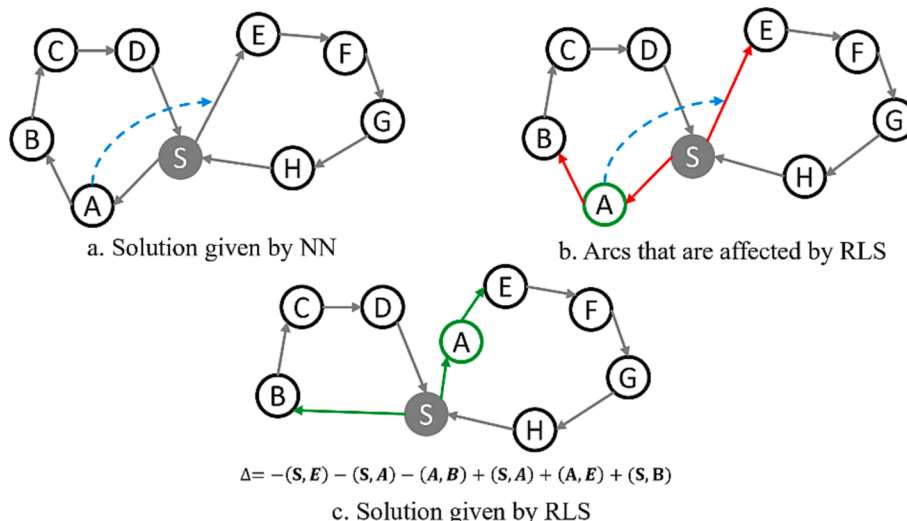 C D E F
B G
S
A H
a. Solution given by NN
C D E F
B G
S
A H
b. Arcs that are affected by RLS
C D E F
A
B G
S H
Δ= −(S, E) − (S, A) − (A, B) + (S, A) + (A, E) + (S, B)
c. Solution given by RLS